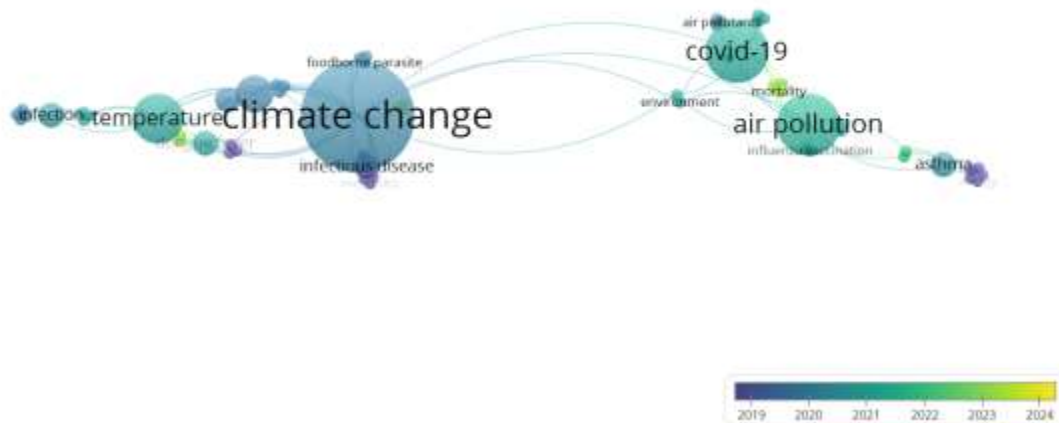 air pollutants
covid-19
foodborne parasite
mortality
environment
infection
temperature
climate change
air pollution
influenza vaccination
infectious disease
asthma
2019 2020 2021 2022 2023 2024